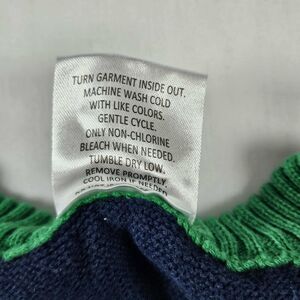 TURN GARMENT INSIDE OUT.
MACHINE WASH COLD
WITH LIKE COLORS.
GENTLE CYCLE.
ONLY NON-CHLORINE
BLEACH WHEN NEEDED.
TUMBLE DRY LOW.
REMOVE PROMPTLY
COOL IRON IF NEEDED